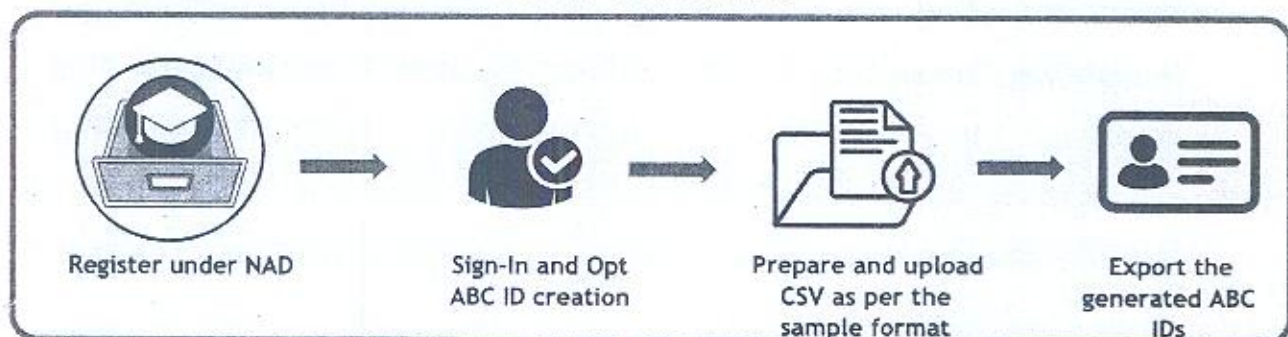 Register under NAD
Sign-In and Opt
ABC ID creation
Prepare and upload
CSV as per the
sample format
Export the
generated ABC
IDs